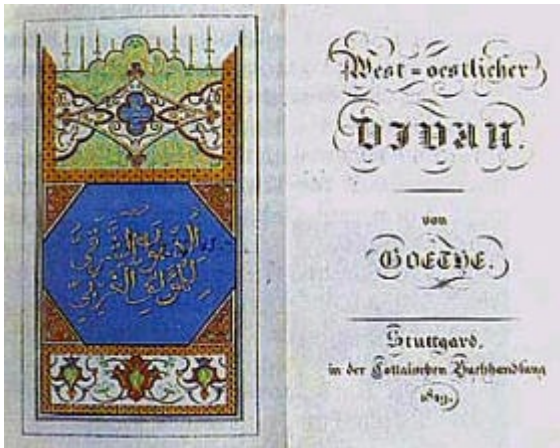 الديوان الشرقي
للمؤلف الغربي
West=oestlicher
DIVAN.
von
GOETHE.
Stuttgard,
in der Cottaischen Buchhandlung
1819.